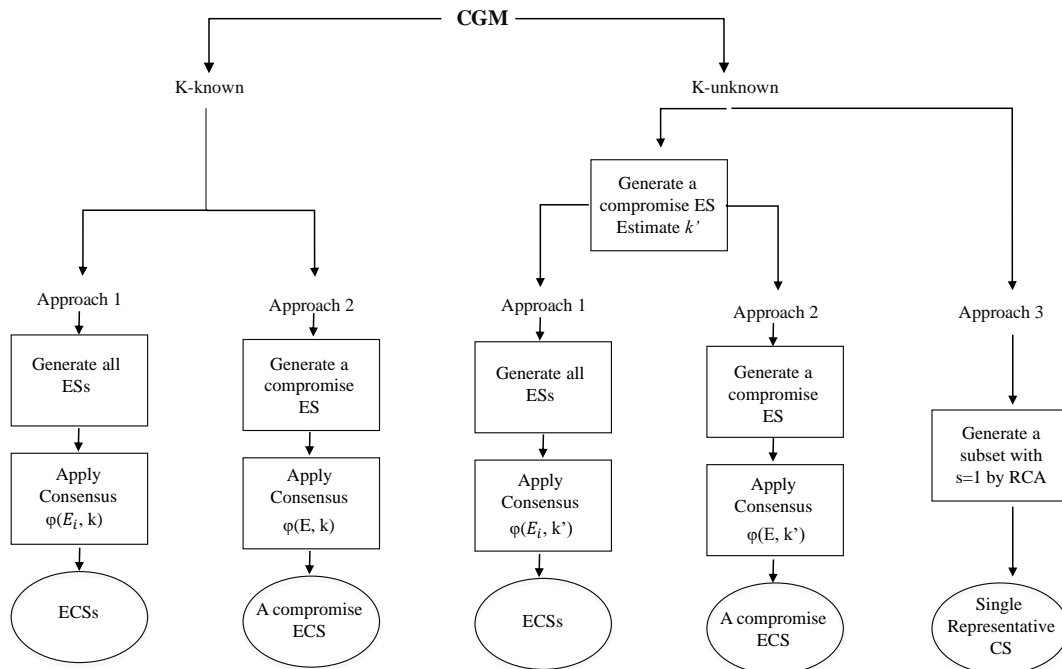 CGM
K-known
K-unknown
Generate a
compromise ES
Estimate k’
Approach 1
Generate all
ESs
Apply
Consensus
φ(E_i, k)
ECSs
Approach 2
Generate a
compromise
ES
Apply
Consensus
φ(E, k)
A compromise
ECS
Approach 1
Generate all
ESs
Apply
Consensus
φ(E_i, k’)
ECSs
Approach 2
Generate a
compromise
ES
Apply
Consensus
φ(E, k’)
A compromise
ECS
Approach 3
Generate a
subset with
s=1 by RCA
Single
Representative
CS